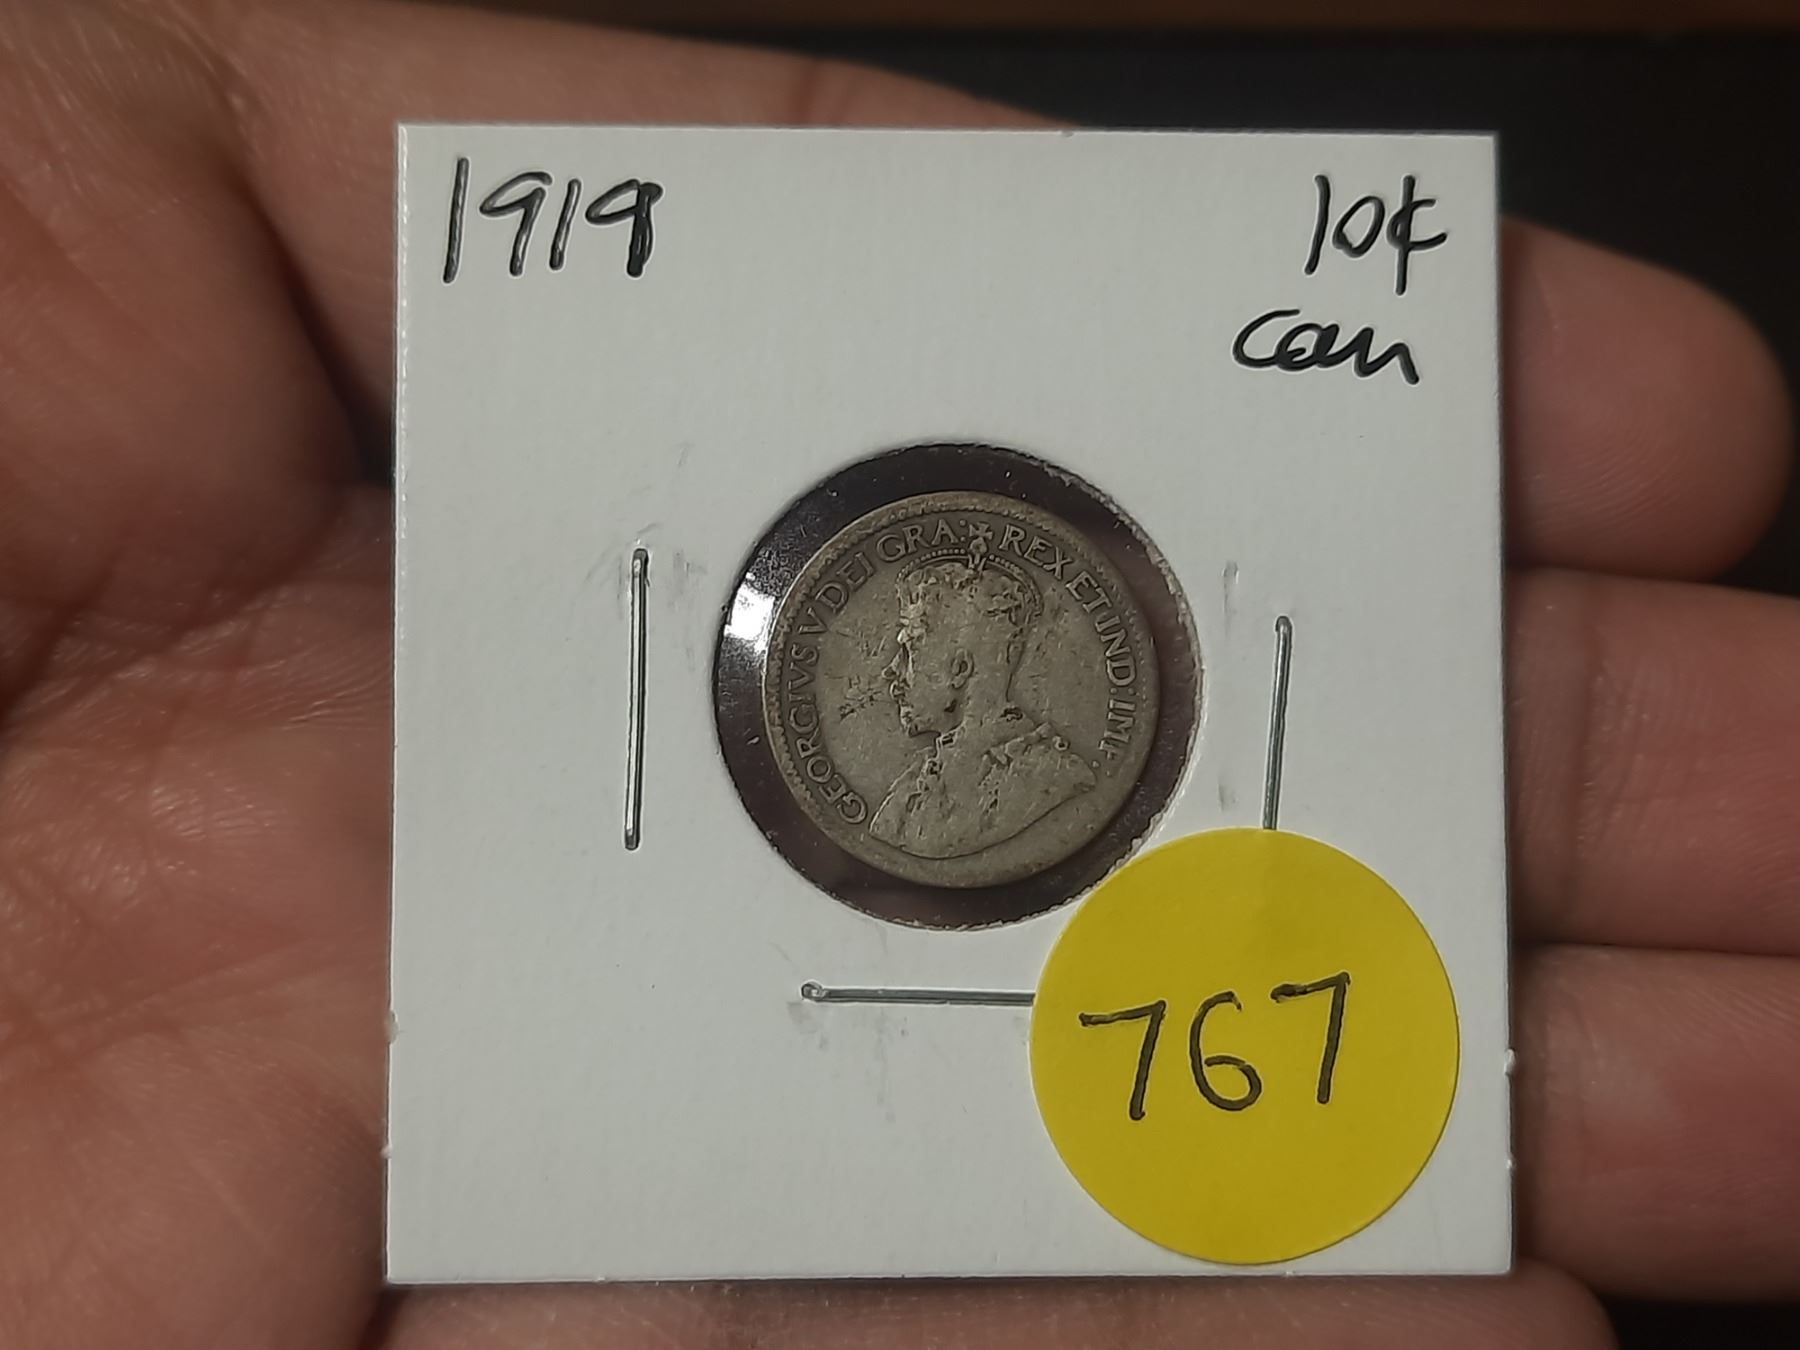 1919
10¢
Can
GEORGIVS V DEI GRA: REX ET IND: IMP:
767